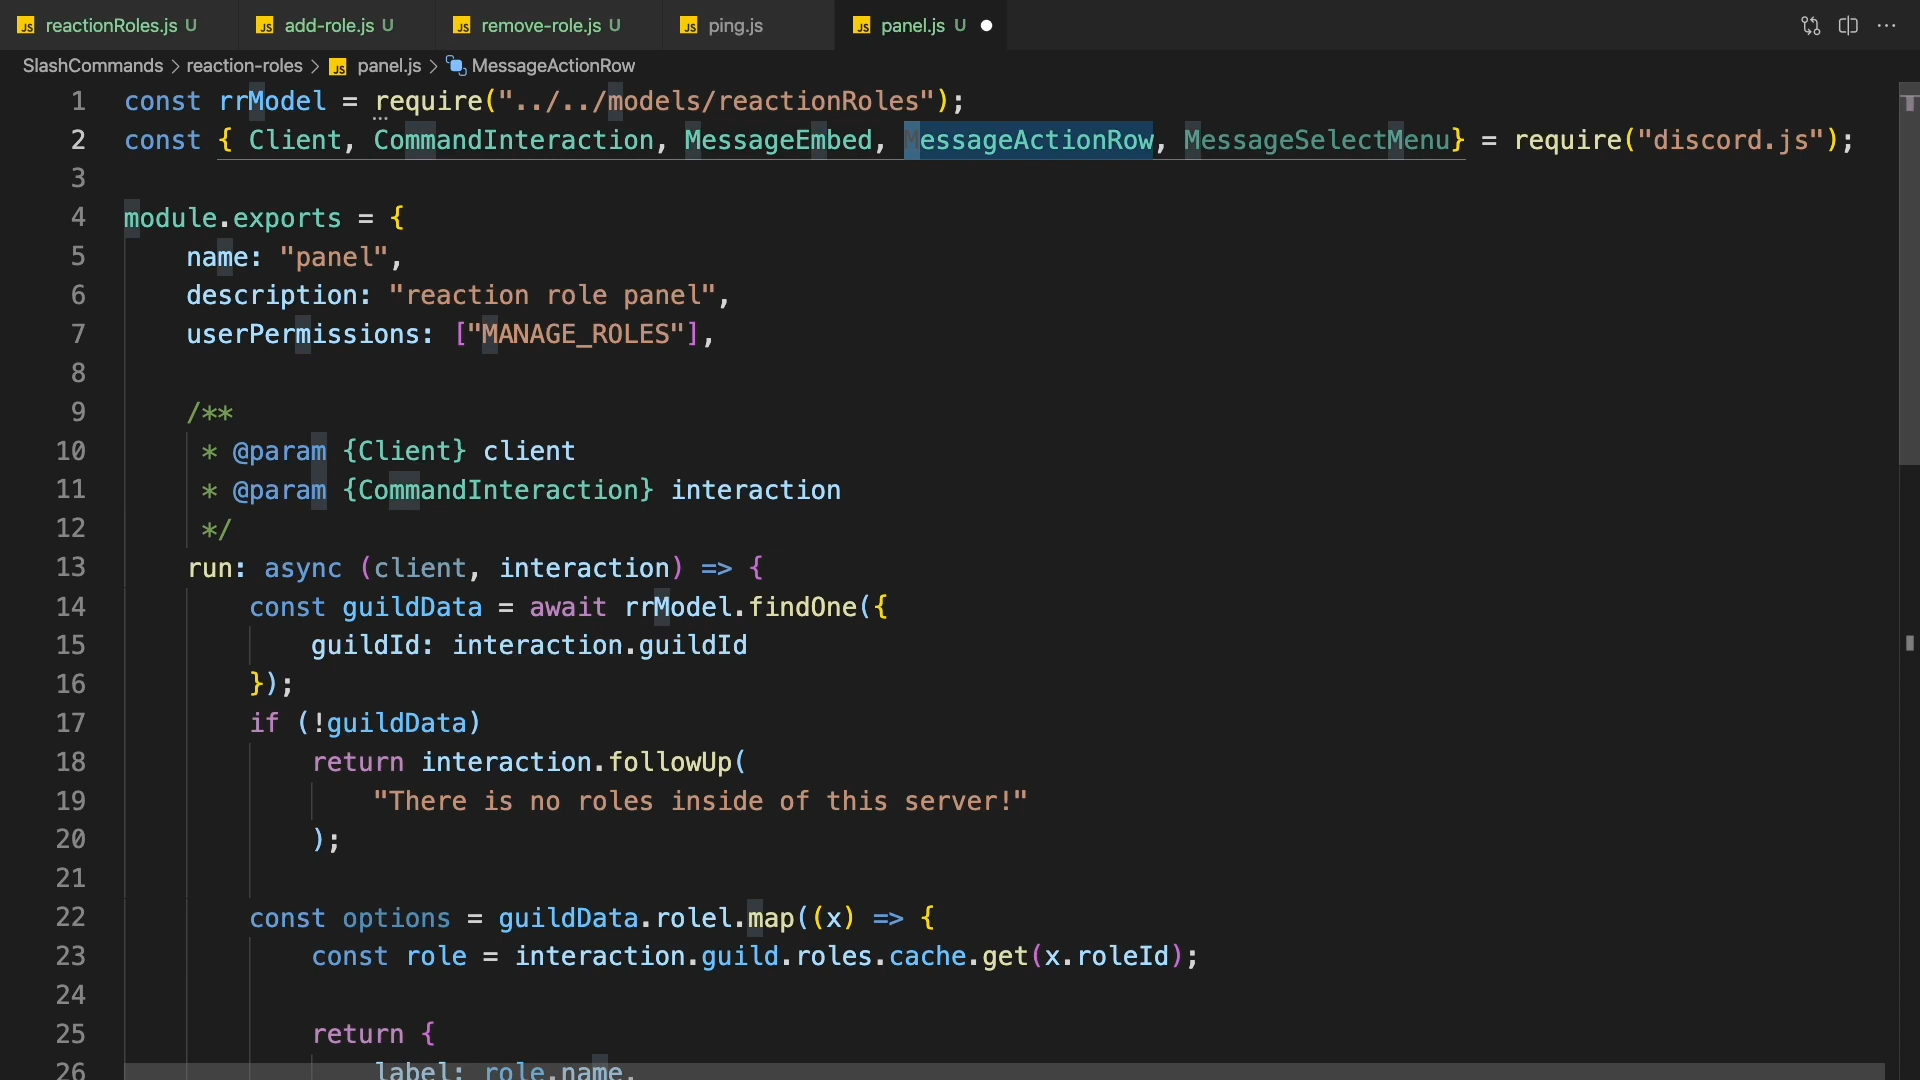 JS reactionRoles.js U JS add-role.js U JS remove-role.js U JS ping.js JS panel.js U
SlashCommands > reaction-roles > JS panel.js > MessageActionRow
1 const rrModel = require("../../models/reactionRoles");
2 const { Client, CommandInteraction, MessageEmbed, MessageActionRow, MessageSelectMenu} = require("discord.js");
3
4 module.exports = {
5 name: "panel",
6 description: "reaction role panel",
7 userPermissions: ["MANAGE_ROLES"],
8
9 /**
10 * @param {Client} client
11 * @param {CommandInteraction} interaction
12 */
13 run: async (client, interaction) => {
14 const guildData = await rrModel.findOne({
15 guildId: interaction.guildId
16 });
17 if (!guildData)
18 return interaction.followUp(
19 "There is no roles inside of this server!"
20 );
21
22 const options = guildData.rolel.map((x) => {
23 const role = interaction.guild.roles.cache.get(x.roleId);
24
25 return {
26 label: role.name,